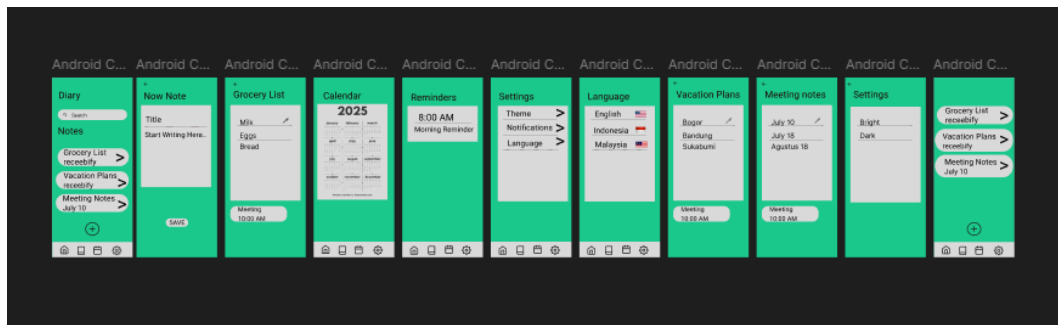 Android C...
Android C...
Android C...
Android C...
Android C...
Android C...
Android C...
Android C...
Android C...
Android C...
Android C...
Diary
Search
Notes
Grocery List
receebify
Vacation Plans
receebify
Meeting Notes
July 10
Now Note
Title
Start Writing Here..
SAVE
Grocery List
Milk
Eggs
Bread
Meeting
10:00 AM
Calendar
2025
Reminders
8:00 AM
Morning Reminder
Settings
Theme
Notifications
Language
Language
English
Indonesia
Malaysia
Vacation Plans
Bogor
Bandung
Sukabumi
Meeting
10:00 AM
Meeting notes
July 10
July 18
Agustus 18
Meeting
10:00 AM
Settings
Bright
Dark
Grocery List
receebify
Vacation Plans
receebify
Meeting Notes
July 10